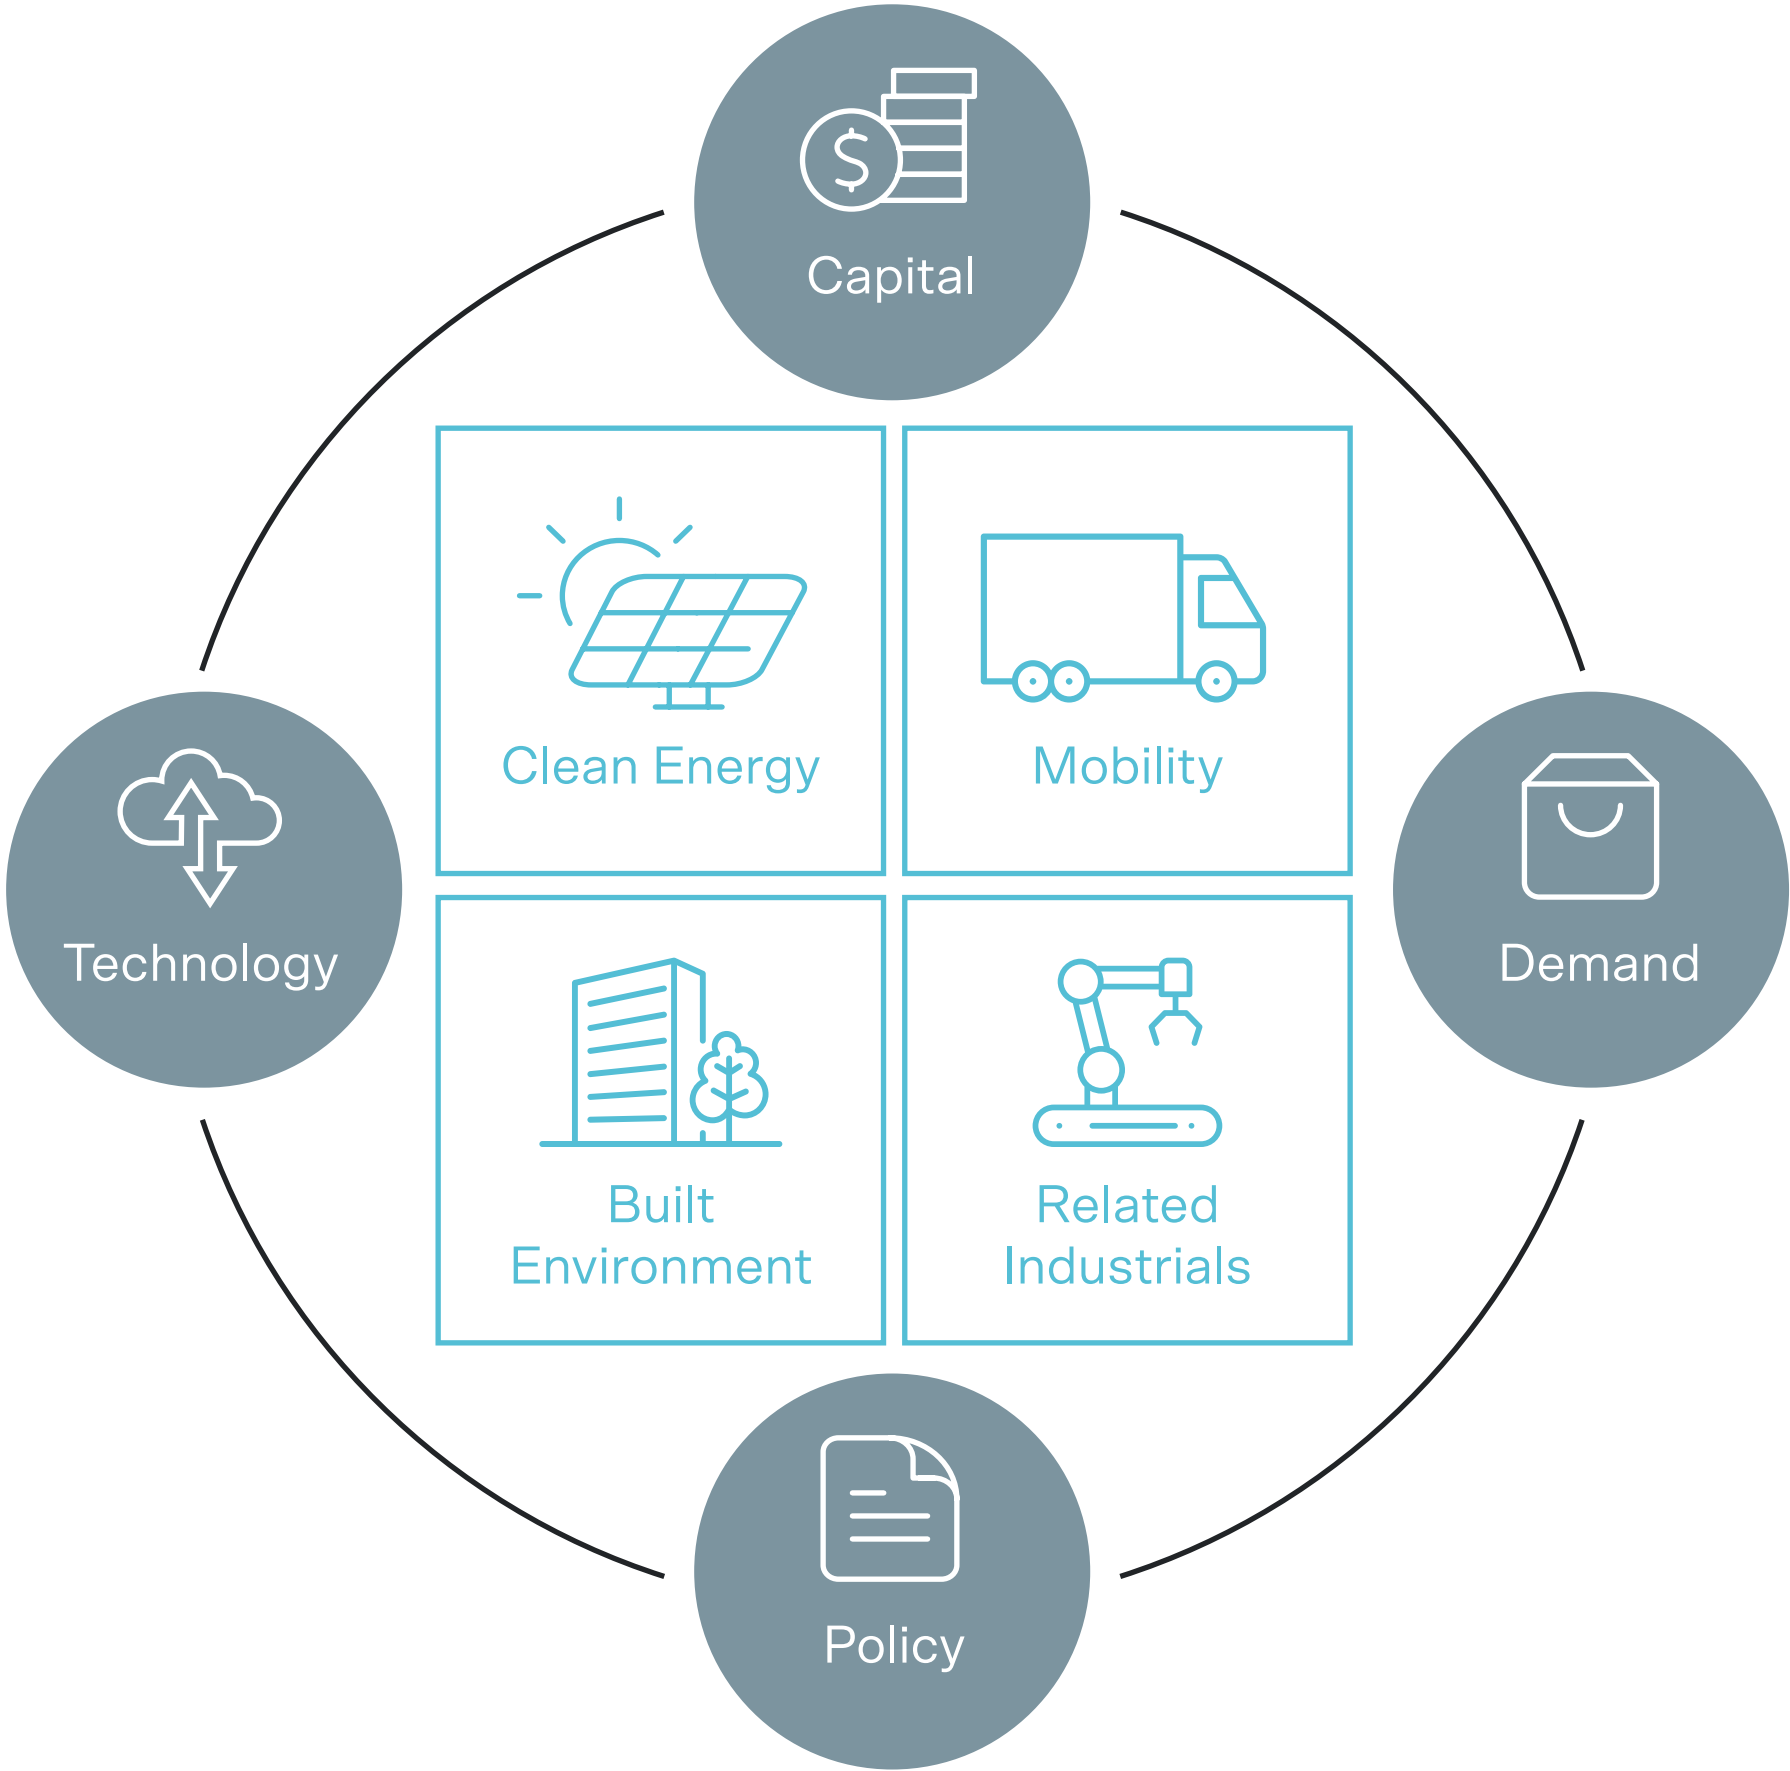 $
Capital
Clean Energy
Mobility
Technology
Demand
Built
Environment
Related
Industrials
Policy